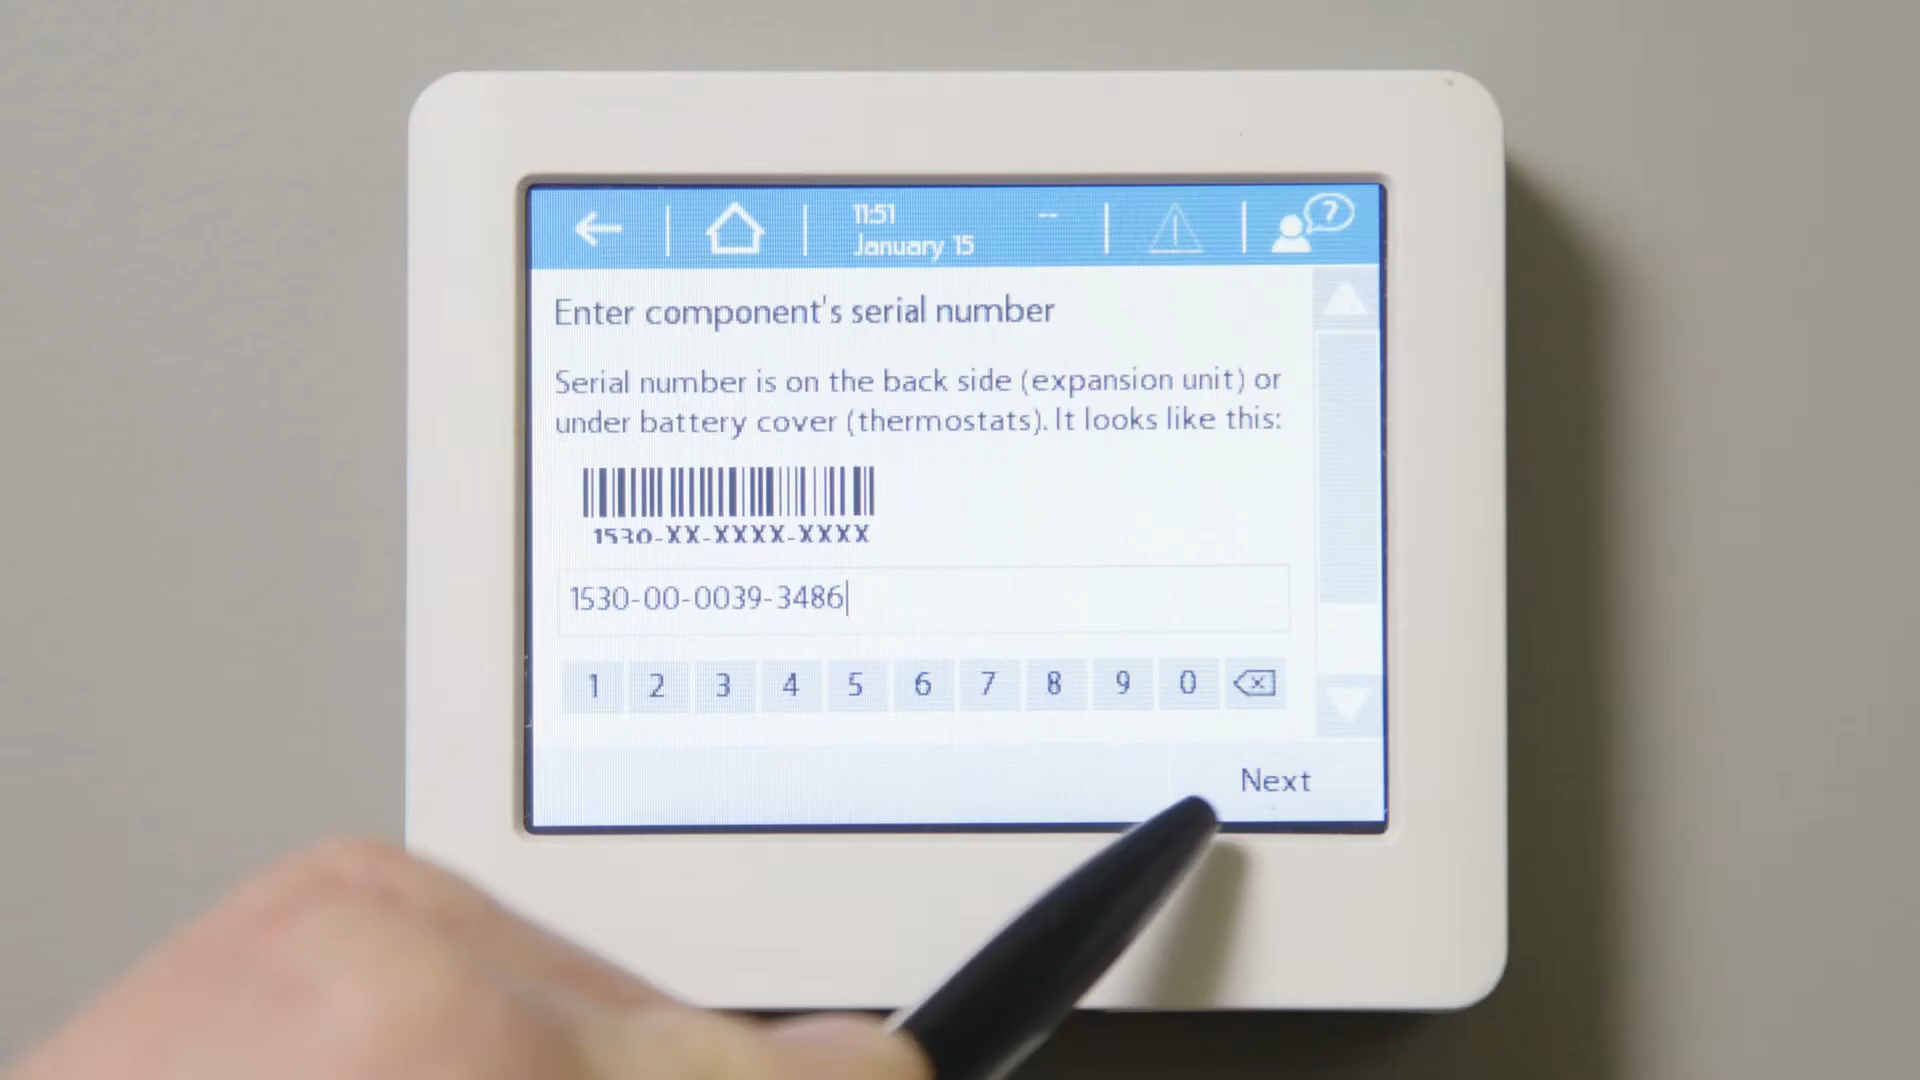 11:51 --
January 15
?
Enter component's serial number
Serial number is on the back side (expansion unit) or
under battery cover (thermostats). It looks like this:
1530-XX-XXXX-XXXX
1530-00-0039-3486
1 2 3 4 5 6 7 8 9 0
Next